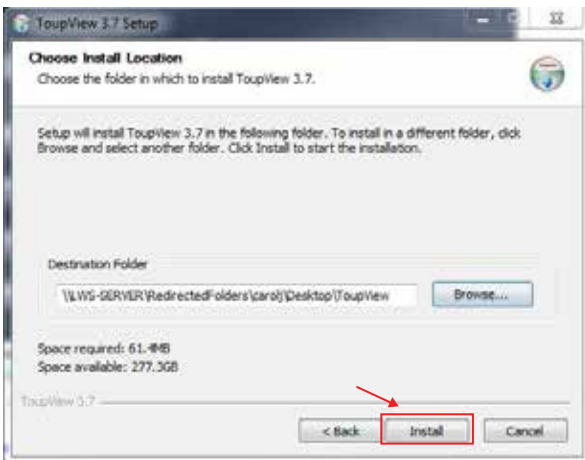 ToupView 3.7 Setup
Choose Install Location
Choose the folder in which to install ToupView 3.7.
Setup will install ToupView 3.7 in the following folder. To install in a different folder, click
Browse and select another folder. Click Install to start the installation.
Destination Folder
\\LWS-SERVER\RedirectedFolders\carolj\Desktop\ToupView
Browse...
Space required: 61.4MB
Space available: 277.3GB
ToupView 3.7
< Back
Install
Cancel